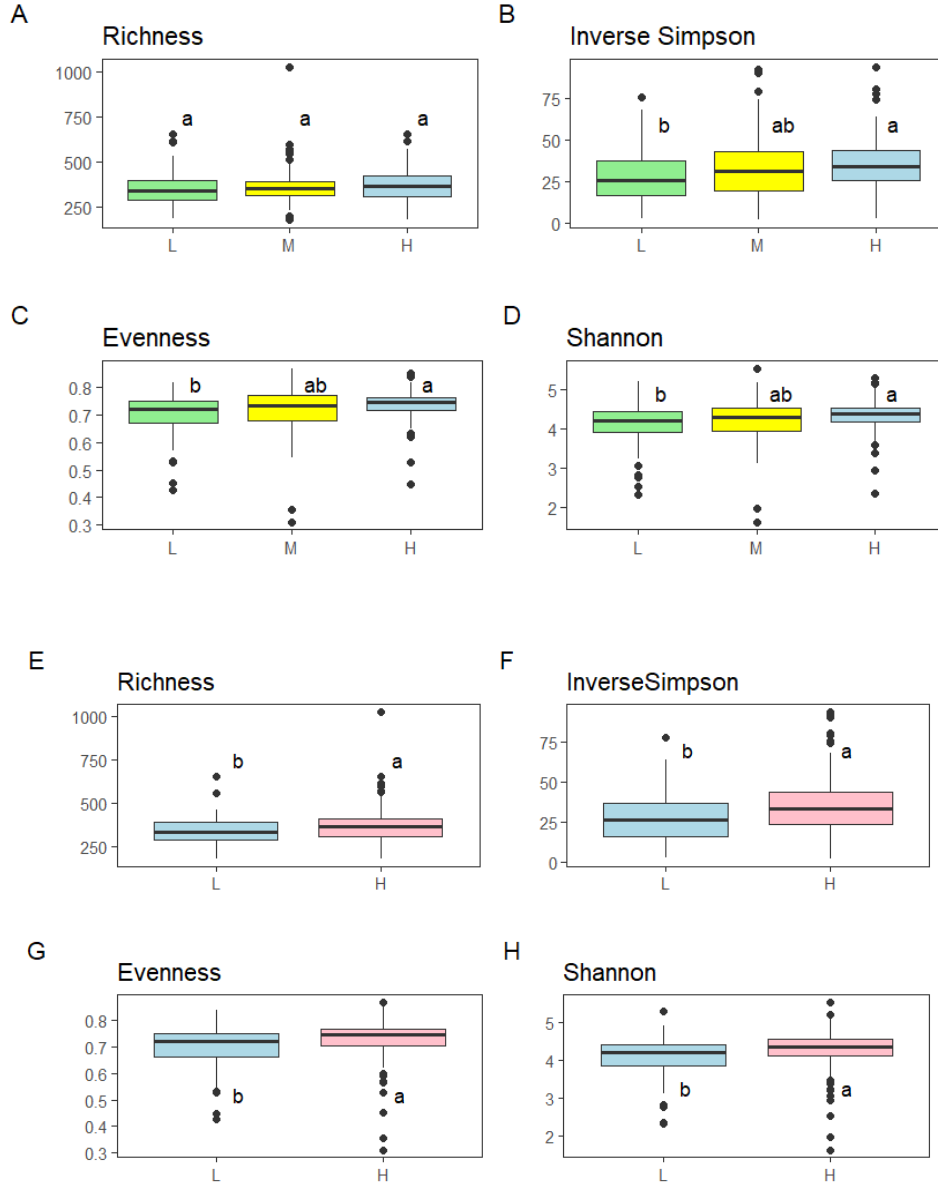 A
Richness
1000
750
500
250
a
a
a
L
M
H
B
Inverse Simpson
75
50
25
0
b
ab
a
L
M
H
C
Evenness
0.8
0.7
0.6
0.5
0.4
0.3
b
ab
a
L
M
H
D
Shannon
5
4
3
2
b
ab
a
L
M
H
E
Richness
1000
750
500
250
b
a
L
H
F
InverseSimpson
75
50
25
0
b
a
L
H
G
Evenness
0.8
0.7
0.6
0.5
0.4
0.3
b
a
L
H
H
Shannon
5
4
3
2
b
a
L
H